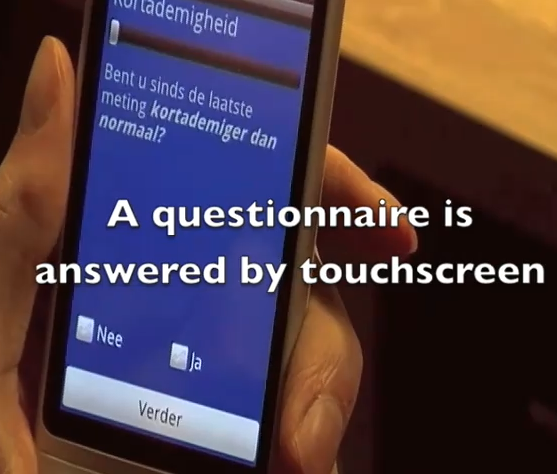 Kortademigheid
Bent u sinds de laatste
meting kortademiger dan
normaal?
A questionnaire is
answered by touchscreen
Nee
Ja
Verder